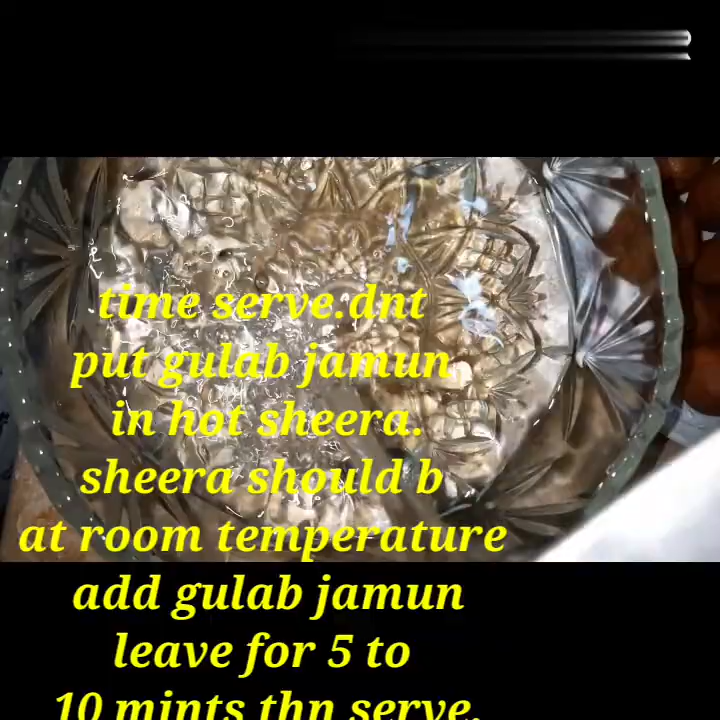 time serve.dnt
put gulab jamun
in hot sheera.
sheera should b
at room temperature
add gulab jamun
leave for 5 to
10 mints thn serve.